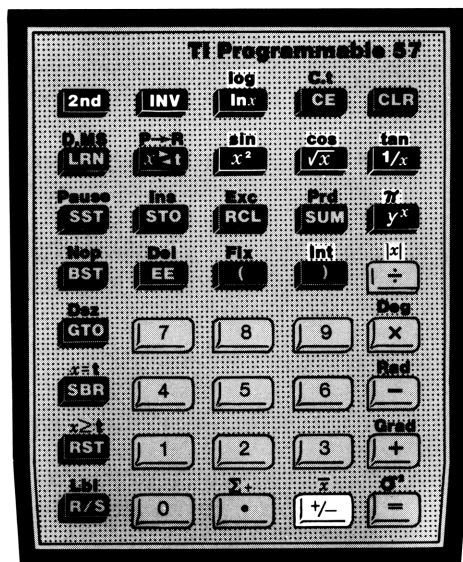 TI Programmable 57
log C.t
2nd INV lnx CE CLR
D.MS P→R sin cos tan
LRN x≷t x² √x 1/x
Pause Ins Exc Prd π
SST STO RCL SUM yˣ
Nop Del Fix Int |x|
BST EE ( ) ÷
Dsz Deg
GTO 7 8 9 ×
x=t Rad
SBR 4 5 6 −
x≥t Grad
RST 1 2 3 +
Lbl Σ+ x̄ σ²
R/S 0 • +/− =